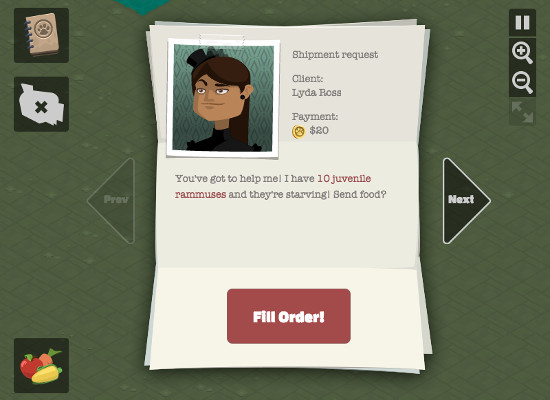 Shipment request
Client:
Lyda Ross
Payment:
$20
You've got to help me! I have 10 juvenile
rammuses and they're starving! Send food?
Prev
Next
Fill Order!